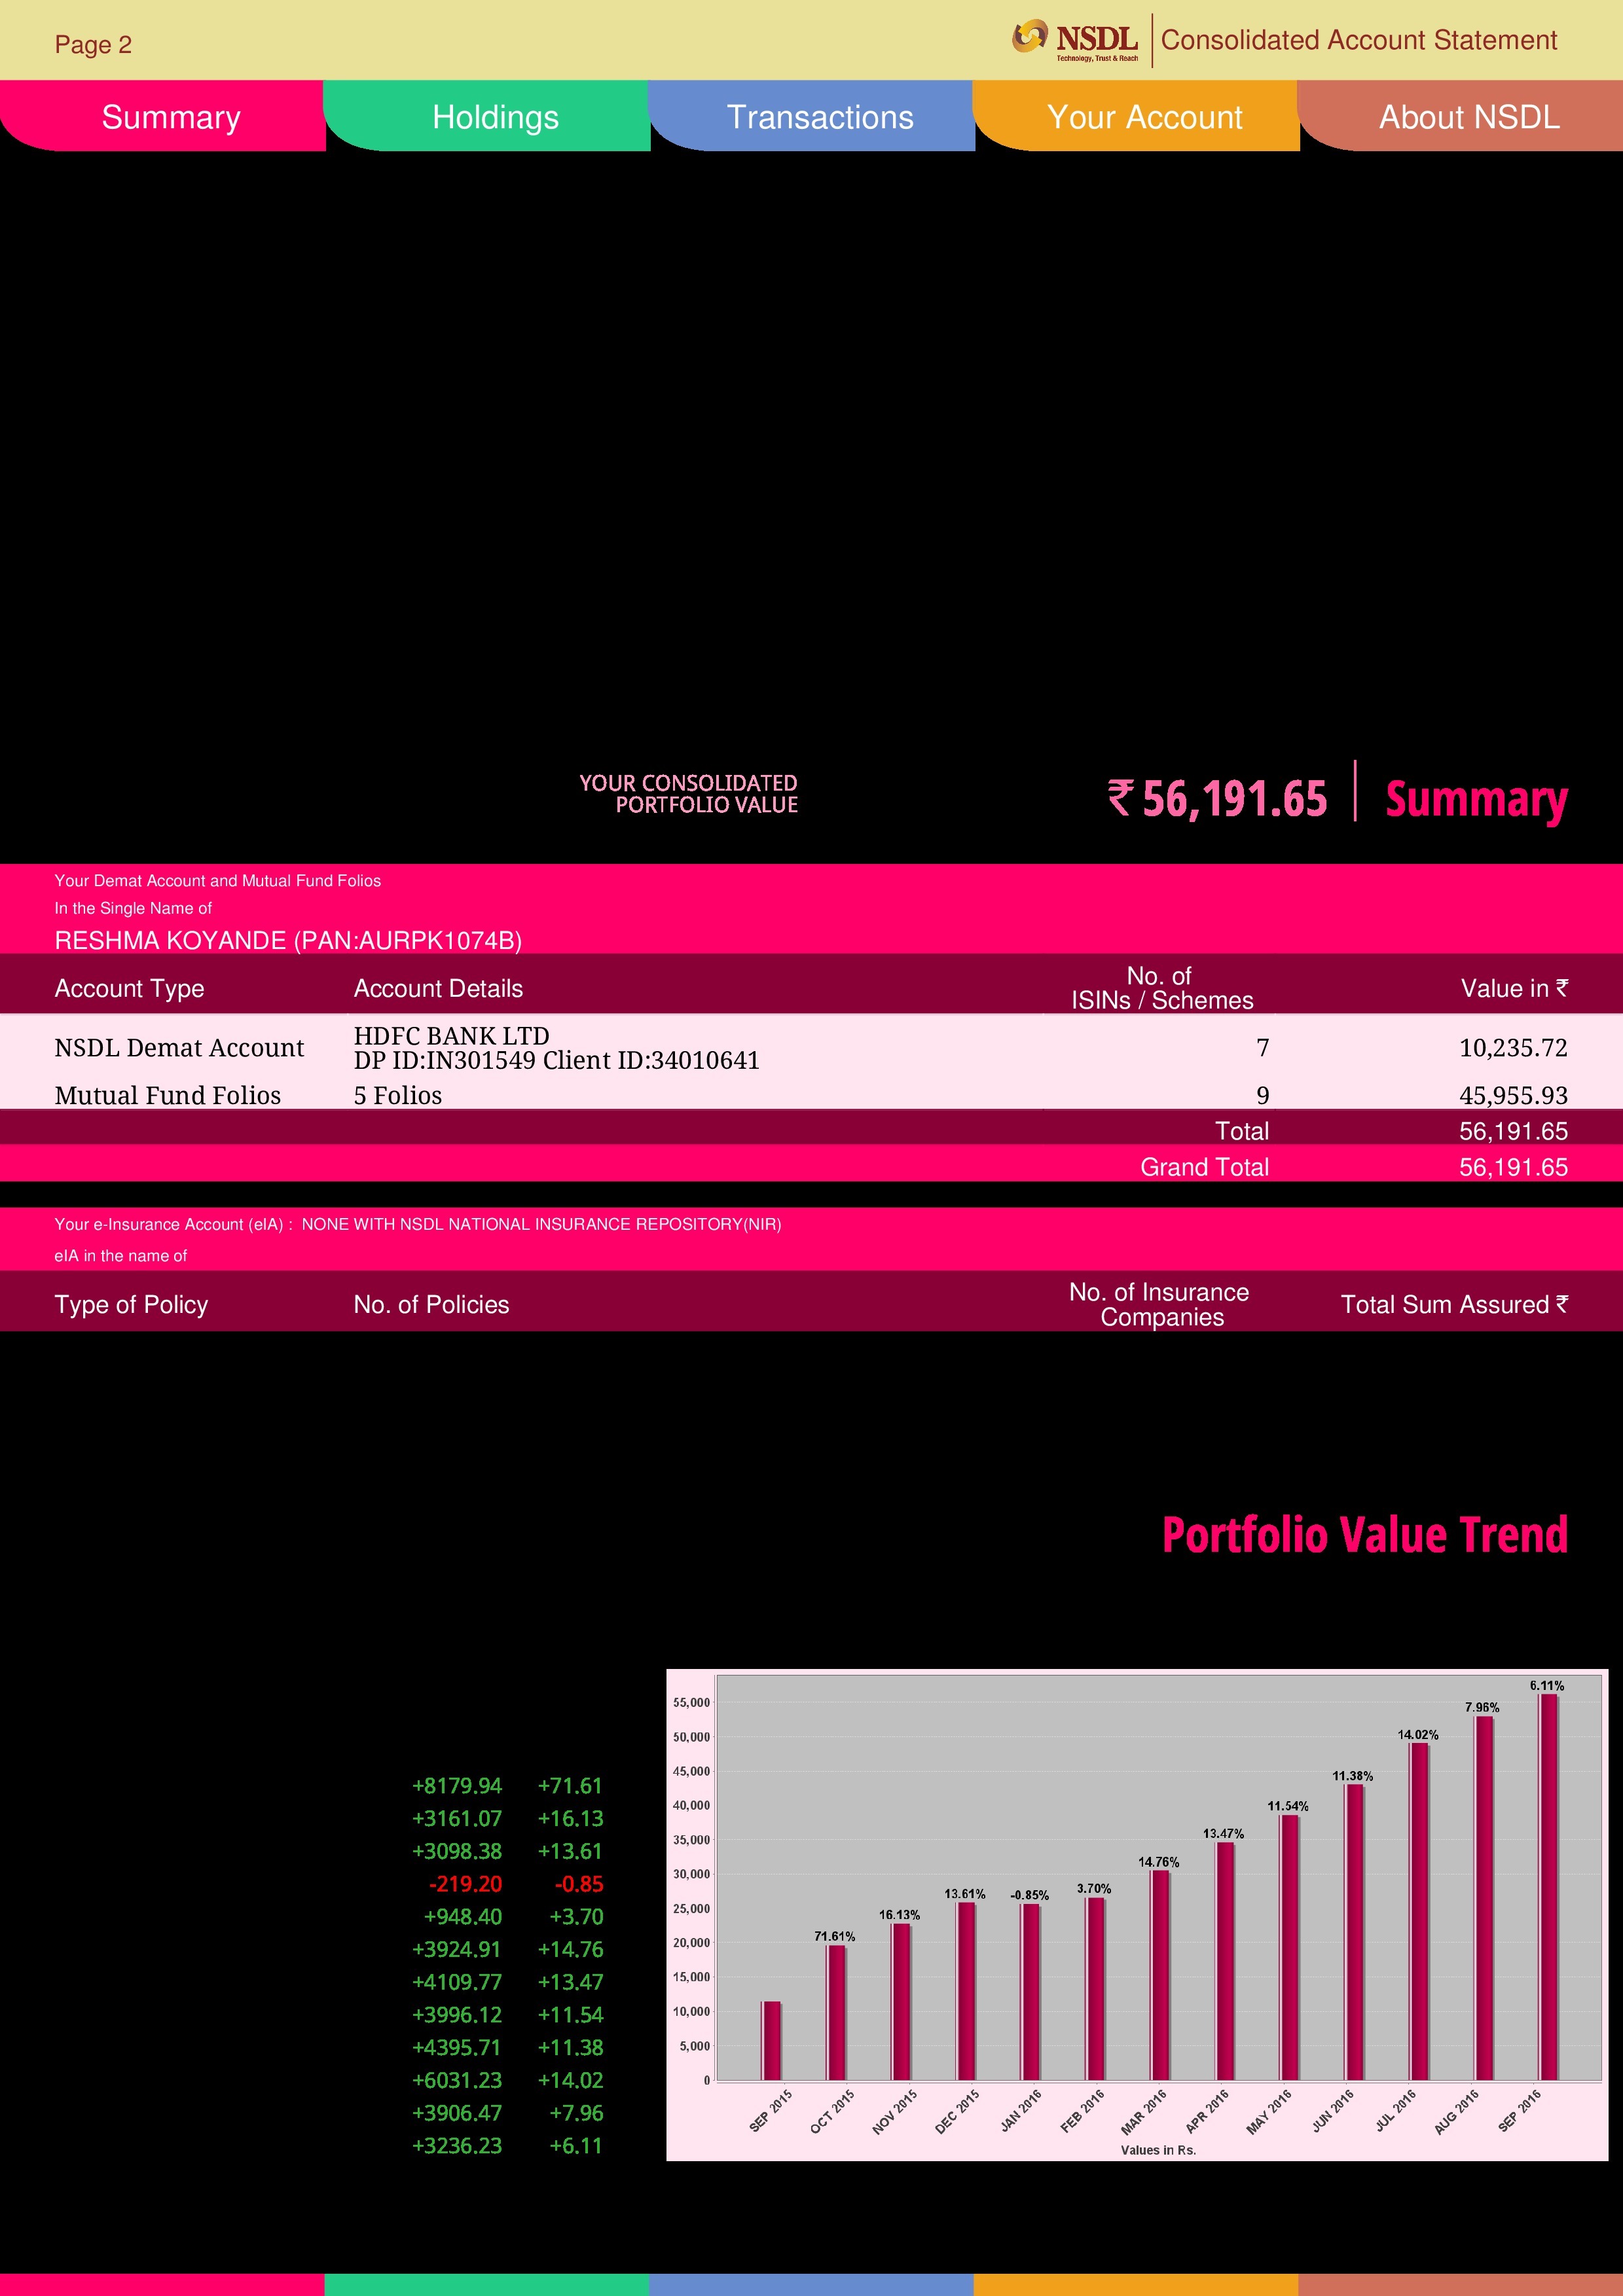 Page 2
NSDL
Technology, Trust & Reach
Consolidated Account Statement
Summary Holdings Transactions Your Account About NSDL
YOUR CONSOLIDATED
PORTFOLIO VALUE
₹ 56,191.65 Summary
Your Demat Account and Mutual Fund Folios
In the Single Name of
RESHMA KOYANDE (PAN:AURPK1074B)
Account Type Account Details No. of ISINs / Schemes Value in ₹
NSDL Demat Account HDFC BANK LTD
DP ID:IN301549 Client ID:34010641 7 10,235.72
Mutual Fund Folios 5 Folios 9 45,955.93
Total 56,191.65
Grand Total 56,191.65
Your e-Insurance Account (eIA) : NONE WITH NSDL NATIONAL INSURANCE REPOSITORY(NIR)
eIA in the name of
Type of Policy No. of Policies No. of Insurance Companies Total Sum Assured ₹
Portfolio Value Trend
+8179.94 +71.61
+3161.07 +16.13
+3098.38 +13.61
-219.20 -0.85
+948.40 +3.70
+3924.91 +14.76
+4109.77 +13.47
+3996.12 +11.54
+4395.71 +11.38
+6031.23 +14.02
+3906.47 +7.96
+3236.23 +6.11
55,000
50,000
45,000
40,000
35,000
30,000
25,000
20,000
15,000
10,000
5,000
0
71.61% 16.13% 13.61% -0.85% 3.70% 14.76% 13.47% 11.54% 11.38% 14.02% 7.96% 6.11%
SEP 2015 OCT 2015 NOV 2015 DEC 2015 JAN 2016 FEB 2016 MAR 2016 APR 2016 MAY 2016 JUN 2016 JUL 2016 AUG 2016 SEP 2016
Values in Rs.